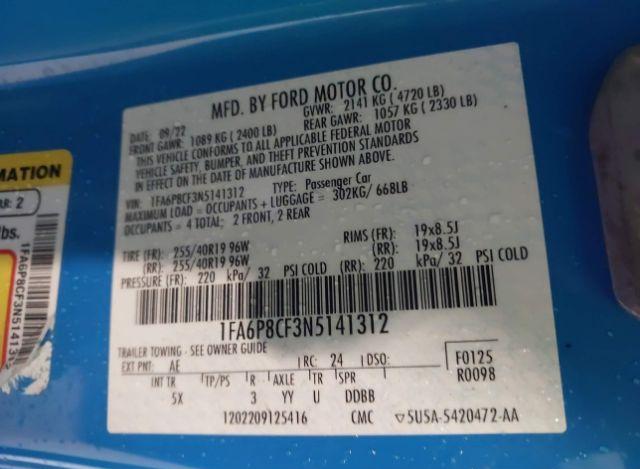 MFD. BY FORD MOTOR CO.
DATE: 09/22 GVWR: 2141 KG ( 4720 LB)
FRONT GAWR: 1089 KG ( 2400 LB) REAR GAWR: 1057 KG ( 2330 LB)
THIS VEHICLE CONFORMS TO ALL APPLICABLE FEDERAL MOTOR
VEHICLE SAFETY, BUMPER, AND THEFT PREVENTION STANDARDS
IN EFFECT ON THE DATE OF MANUFACTURE SHOWN ABOVE.
VIN: 1FA6P8CF3N5141312 TYPE: Passenger Car
MAXIMUM LOAD = OCCUPANTS + LUGGAGE = 302KG/ 668LB
OCCUPANTS = 4 TOTAL; 2 FRONT, 2 REAR
TIRE (FR): 255/40R19 96W RIMS (FR): 19x8.5J
(RR): 255/40R19 96W (RR): 19x8.5J
PRESSURE (FR): 220 kPa/ 32 PSI COLD (RR): 220 kPa/ 32 PSI COLD
1FA6P8CF3N5141312
TRAILER TOWING - SEE OWNER GUIDE
EXT PNT: AE RC: 24 DSO: F0125
INT TR TP/PS R AXLE TR SPR R0098
5X 3 YY U DDBB
1202209125416 CMC ▽5U5A-5420472-AA
MATION
AR: 2
lbs.
1FA6P8CF3N5141312